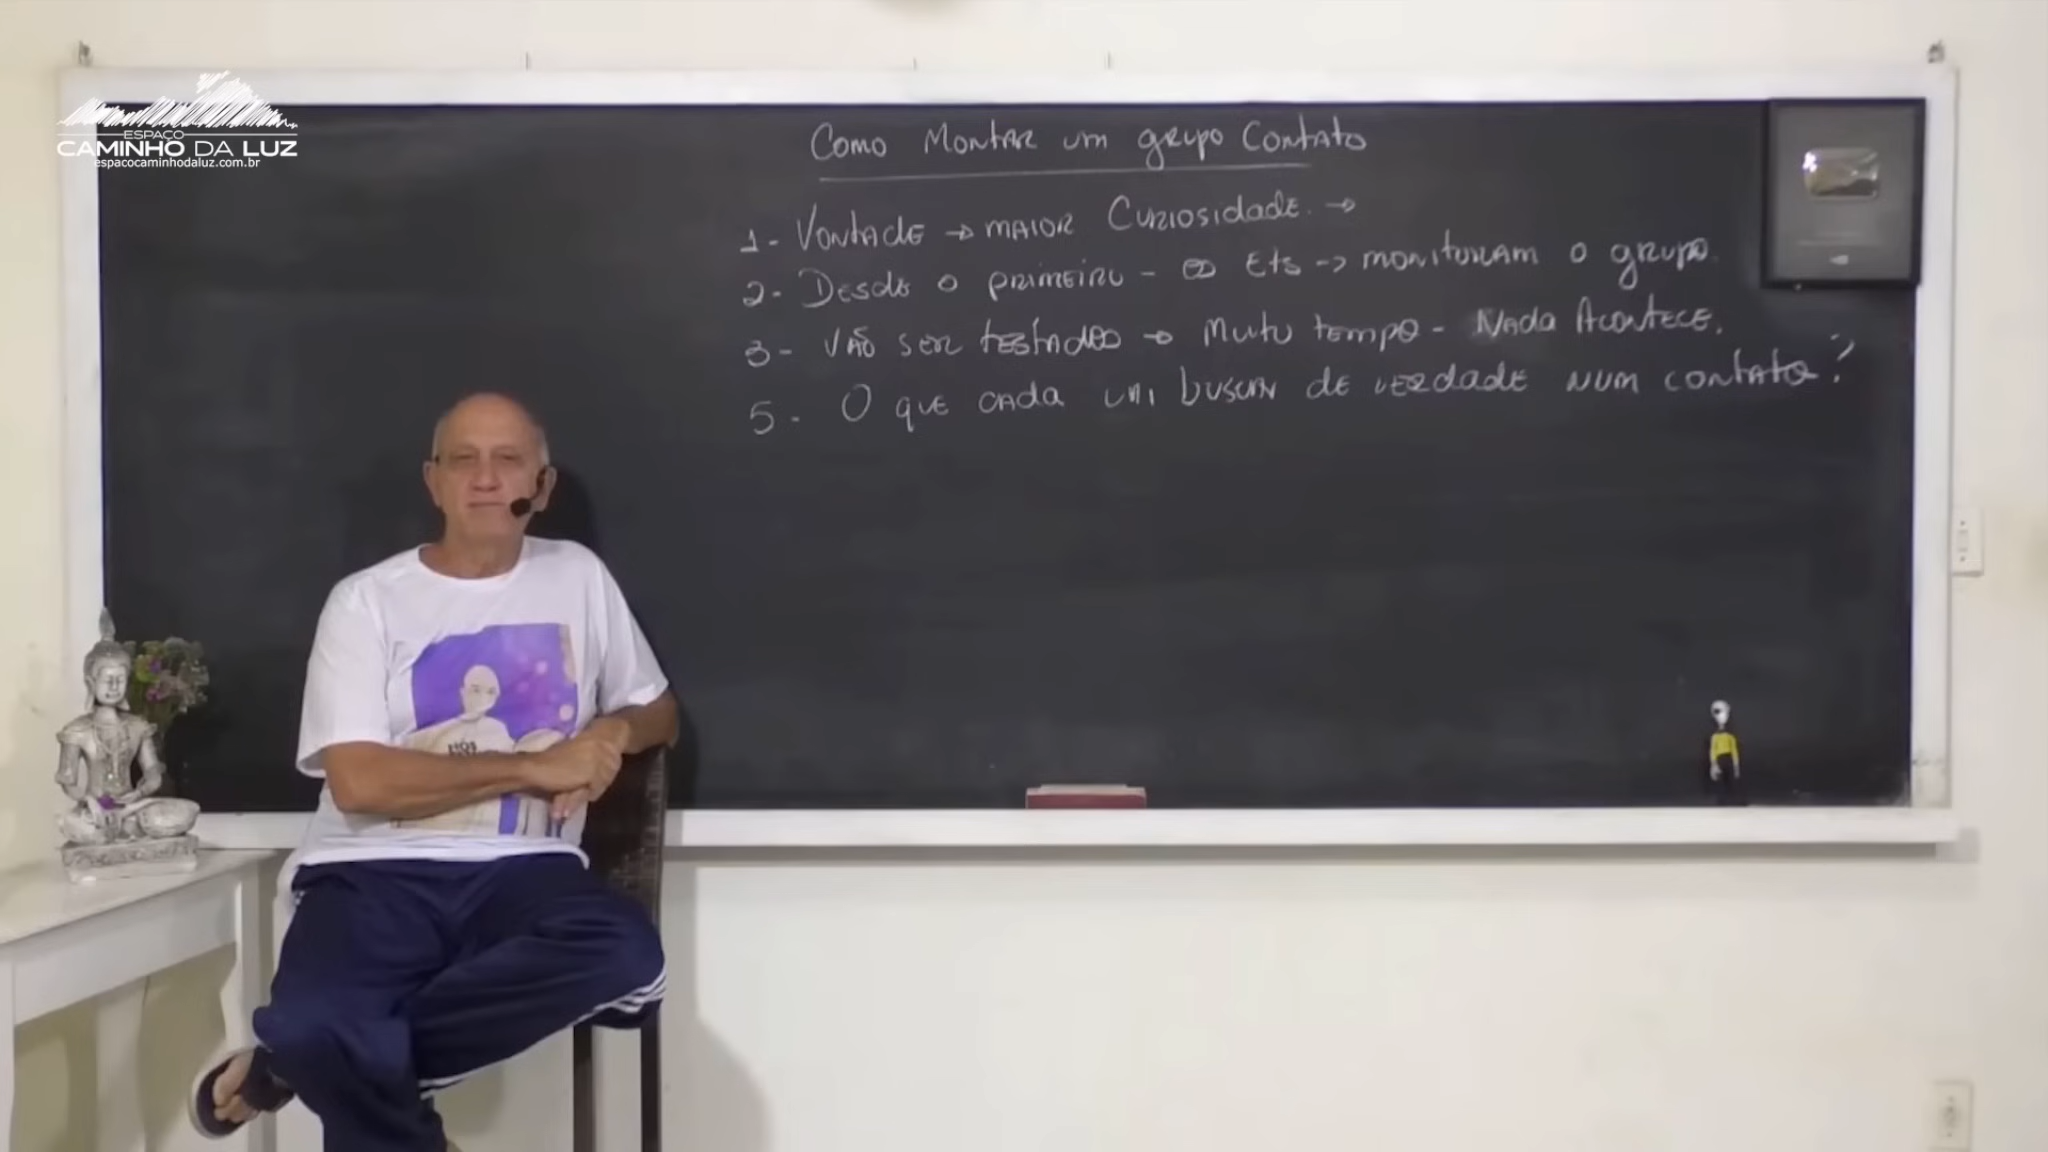 ESPAÇO
CAMINHO DA LUZ
espacocaminhodaluz.com.br
Como Montar um grupo Contato
1- Vontade → maior Curiosidade. →
2- Desde o primeiro - os Ets -> monitoram o grupo.
3- Vão ser testados → Muito tempo - Nada Acontece.
5- O que cada um busca de verdade num contato?
NÓS